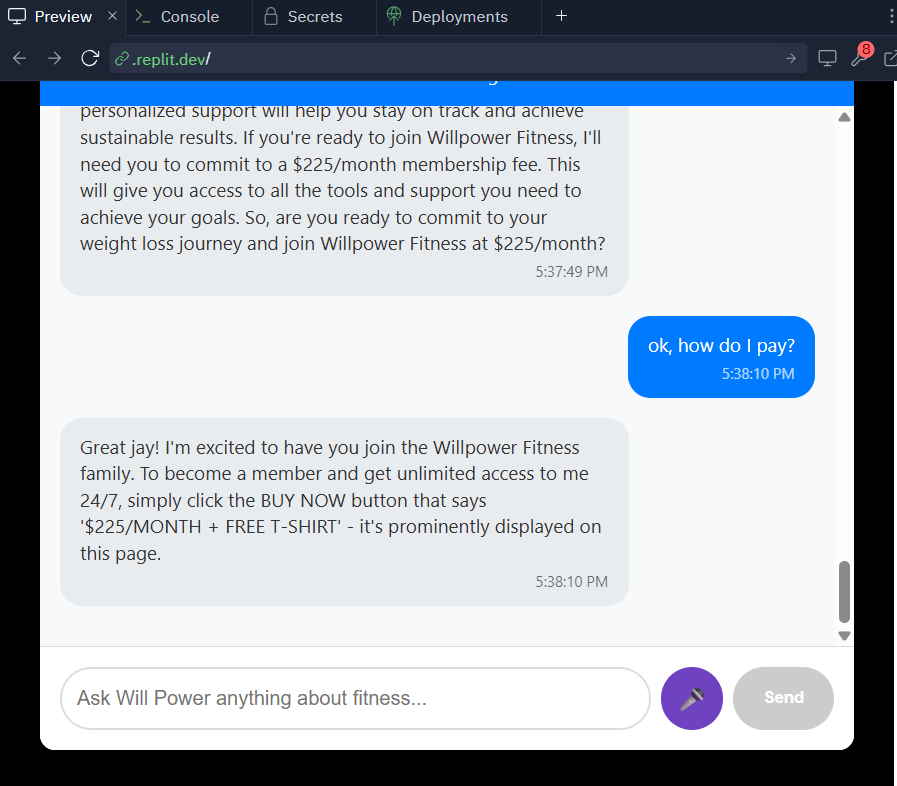 Preview
Console
Secrets
Deployments
8
.replit.dev/
personalized support will help you stay on track and achieve
sustainable results. If you're ready to join Willpower Fitness, I'll
need you to commit to a $225/month membership fee. This
will give you access to all the tools and support you need to
achieve your goals. So, are you ready to commit to your
weight loss journey and join Willpower Fitness at $225/month?
5:37:49 PM
ok, how do I pay?
5:38:10 PM
Great jay! I'm excited to have you join the Willpower Fitness
family. To become a member and get unlimited access to me
24/7, simply click the BUY NOW button that says
'$225/MONTH + FREE T-SHIRT' - it's prominently displayed on
this page.
5:38:10 PM
Ask Will Power anything about fitness...
Send